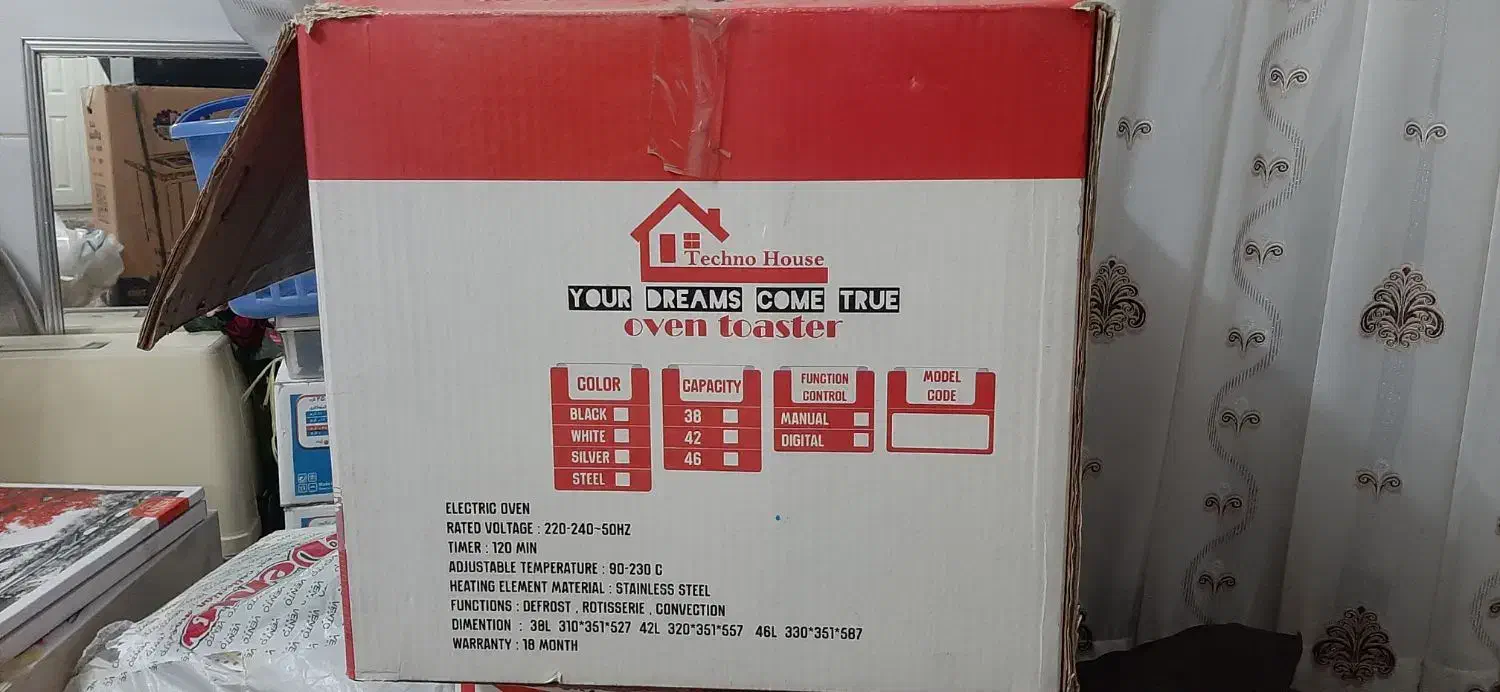 Techno House
YOUR DREAMS COME TRUE
oven toaster
COLOR
BLACK
WHITE
SILVER
STEEL
CAPACITY
38
42
46
FUNCTION
CONTROL
MANUAL
DIGITAL
MODEL
CODE
ELECTRIC OVEN
RATED VOLTAGE : 220-240~50HZ
TIMER : 120 MIN
ADJUSTABLE TEMPERATURE : 90-230 C
HEATING ELEMENT MATERIAL : STAINLESS STEEL
FUNCTIONS : DEFROST , ROTISSERIE , CONVECTION
DIMENTION : 38L 310*351*527 42L 320*351*557 46L 330*351*587
WARRANTY : 18 MONTH
VENTO
VENTO